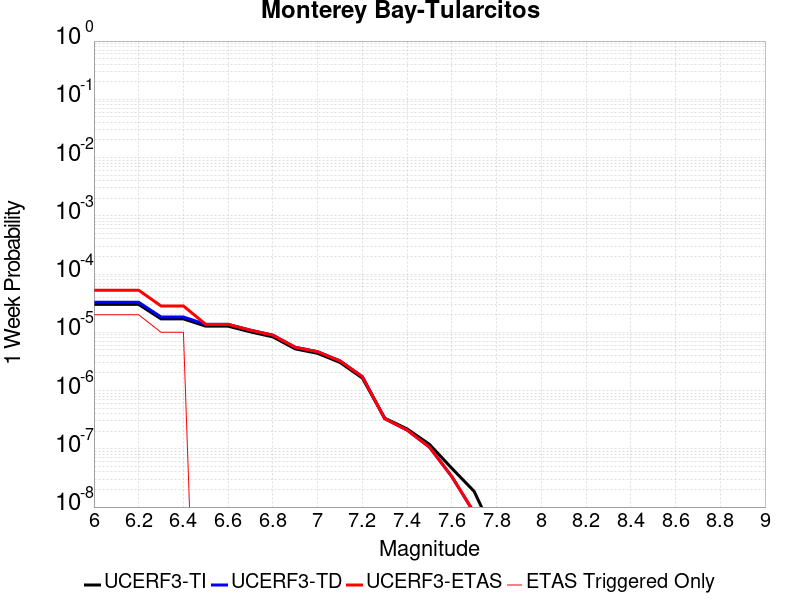 Monterey Bay-Tularcitos
10^0
10^-1
10^-2
10^-3
10^-4
10^-5
10^-6
10^-7
10^-8
1 Week Probability
6 6.2 6.4 6.6 6.8 7 7.2 7.4 7.6 7.8 8 8.2 8.4 8.6 8.8 9
Magnitude
UCERF3-TI UCERF3-TD UCERF3-ETAS ETAS Triggered Only